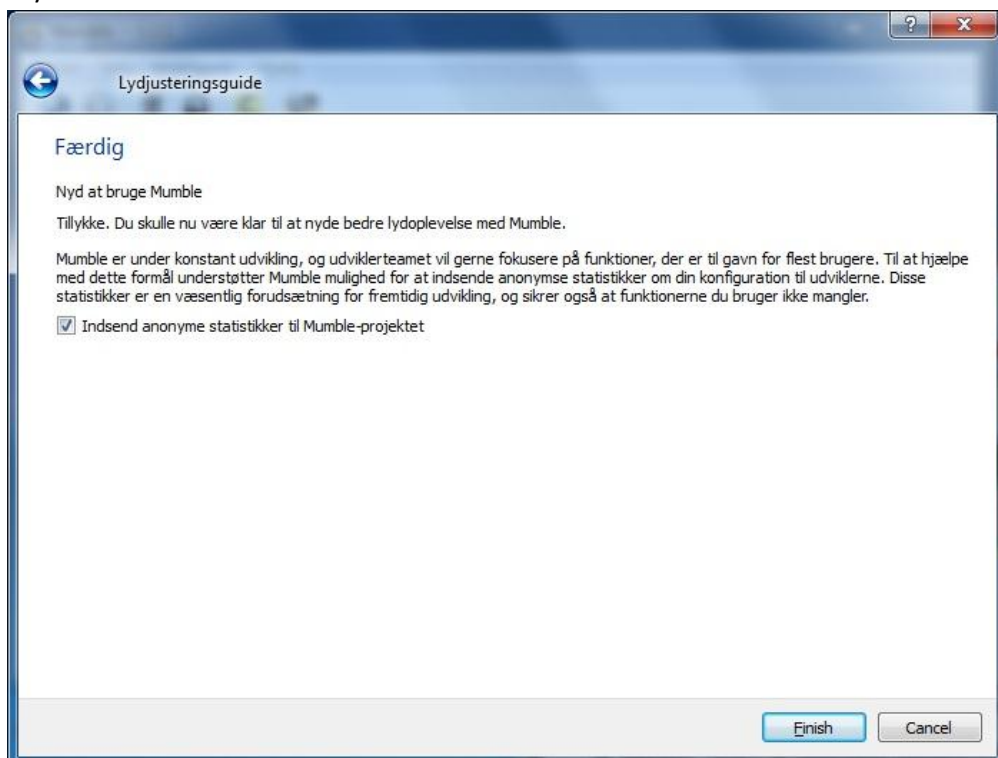 Lydjusteringsguide
Færdig
Nyd at bruge Mumble
Tillykke. Du skulle nu være klar til at nyde bedre lydoplevelse med Mumble.
Mumble er under konstant udvikling, og udviklerteamet vil gerne fokusere på funktioner, der er til gavn for flest brugere. Til at hjælpe
med dette formål understøtter Mumble mulighed for at indsende anonymse statistikker om din konfiguration til udviklerne. Disse
statistikker er en væsentlig forudsætning for fremtidig udvikling, og sikrer også at funktionerne du bruger ikke mangler.
Indsend anonyme statistikker til Mumble-projektet
Finish Cancel